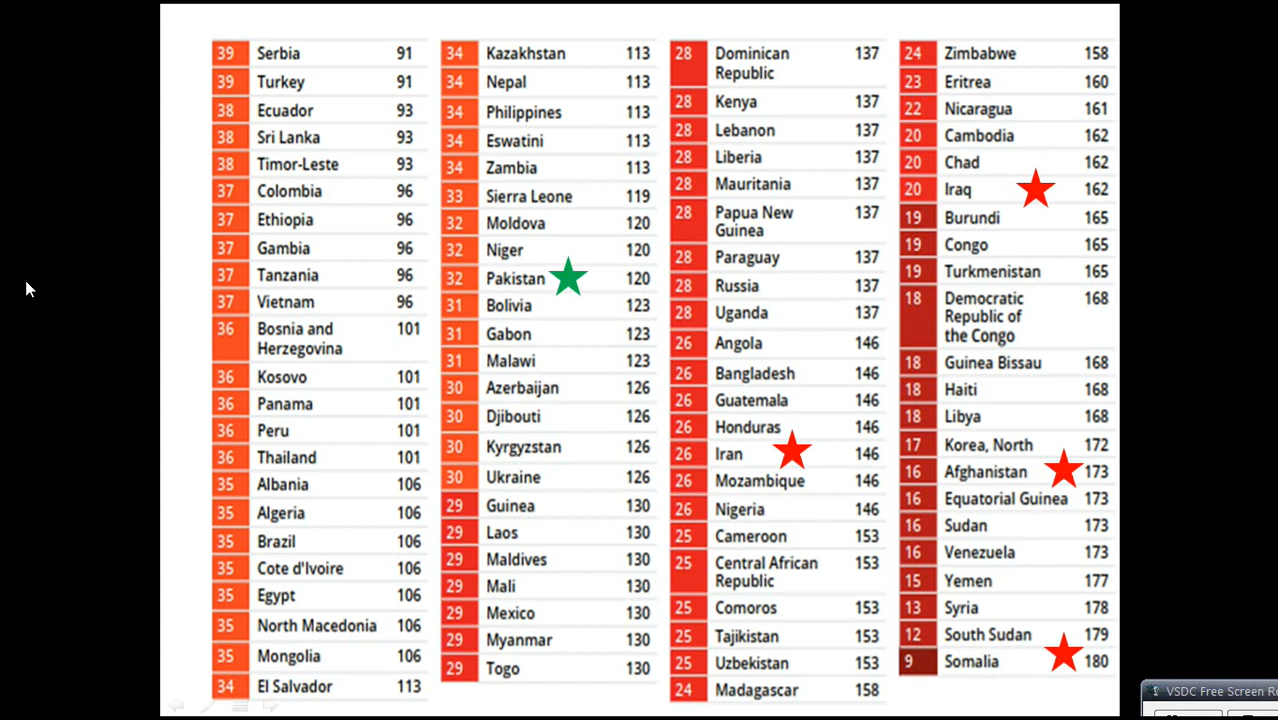 39 Serbia 91
39 Turkey 91
38 Ecuador 93
38 Sri Lanka 93
38 Timor-Leste 93
37 Colombia 96
37 Ethiopia 96
37 Gambia 96
37 Tanzania 96
37 Vietnam 96
36 Bosnia and 101
Herzegovina
36 Kosovo 101
36 Panama 101
36 Peru 101
36 Thailand 101
35 Albania 106
35 Algeria 106
35 Brazil 106
35 Cote d'Ivoire 106
35 Egypt 106
35 North Macedonia 106
35 Mongolia 106
34 El Salvador 113
34 Kazakhstan 113
34 Nepal 113
34 Philippines 113
34 Eswatini 113
34 Zambia 113
33 Sierra Leone 119
32 Moldova 120
32 Niger 120
32 Pakistan 120
31 Bolivia 123
31 Gabon 123
31 Malawi 123
30 Azerbaijan 126
30 Djibouti 126
30 Kyrgyzstan 126
30 Ukraine 126
29 Guinea 130
29 Laos 130
29 Maldives 130
29 Mali 130
29 Mexico 130
29 Myanmar 130
29 Togo 130
28 Dominican 137
Republic
28 Kenya 137
28 Lebanon 137
28 Liberia 137
28 Mauritania 137
28 Papua New 137
Guinea
28 Paraguay 137
28 Russia 137
28 Uganda 137
26 Angola 146
26 Bangladesh 146
26 Guatemala 146
26 Honduras 146
26 Iran 146
26 Mozambique 146
26 Nigeria 146
25 Cameroon 153
25 Central African 153
Republic
25 Comoros 153
25 Tajikistan 153
25 Uzbekistan 153
24 Madagascar 158
24 Zimbabwe 158
23 Eritrea 160
22 Nicaragua 161
20 Cambodia 162
20 Chad 162
20 Iraq 162
19 Burundi 165
19 Congo 165
19 Turkmenistan 165
18 Democratic 168
Republic of
the Congo
18 Guinea Bissau 168
18 Haiti 168
18 Libya 168
17 Korea, North 172
16 Afghanistan 173
16 Equatorial Guinea 173
16 Sudan 173
16 Venezuela 173
15 Yemen 177
13 Syria 178
12 South Sudan 179
9 Somalia 180
VSDC Free Screen Re